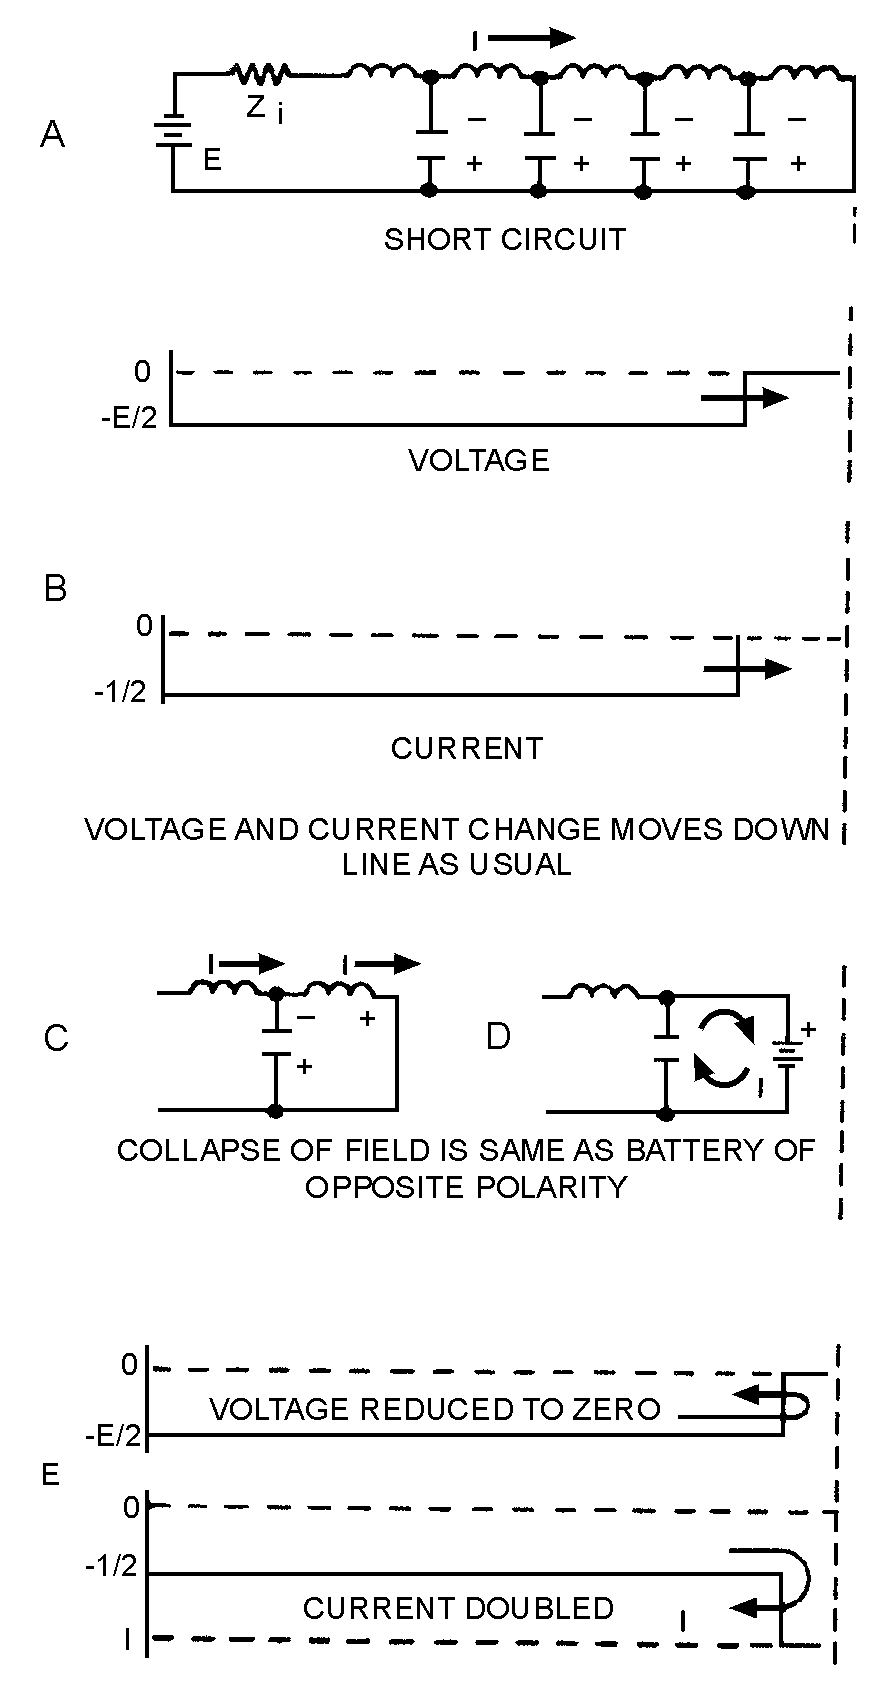 I
Z i
A
E
− − − −
+ + + +
SHORT CIRCUIT
0
-E/2
VOLTAGE
B
0
-1/2
CURRENT
VOLTAGE AND CURRENT CHANGE MOVES DOWN
LINE AS USUAL
I I
C
− +
+
D
+
I
COLLAPSE OF FIELD IS SAME AS BATTERY OF
OPPOSITE POLARITY
0
VOLTAGE REDUCED TO ZERO
-E/2
E
0
-1/2
CURRENT DOUBLED
I I